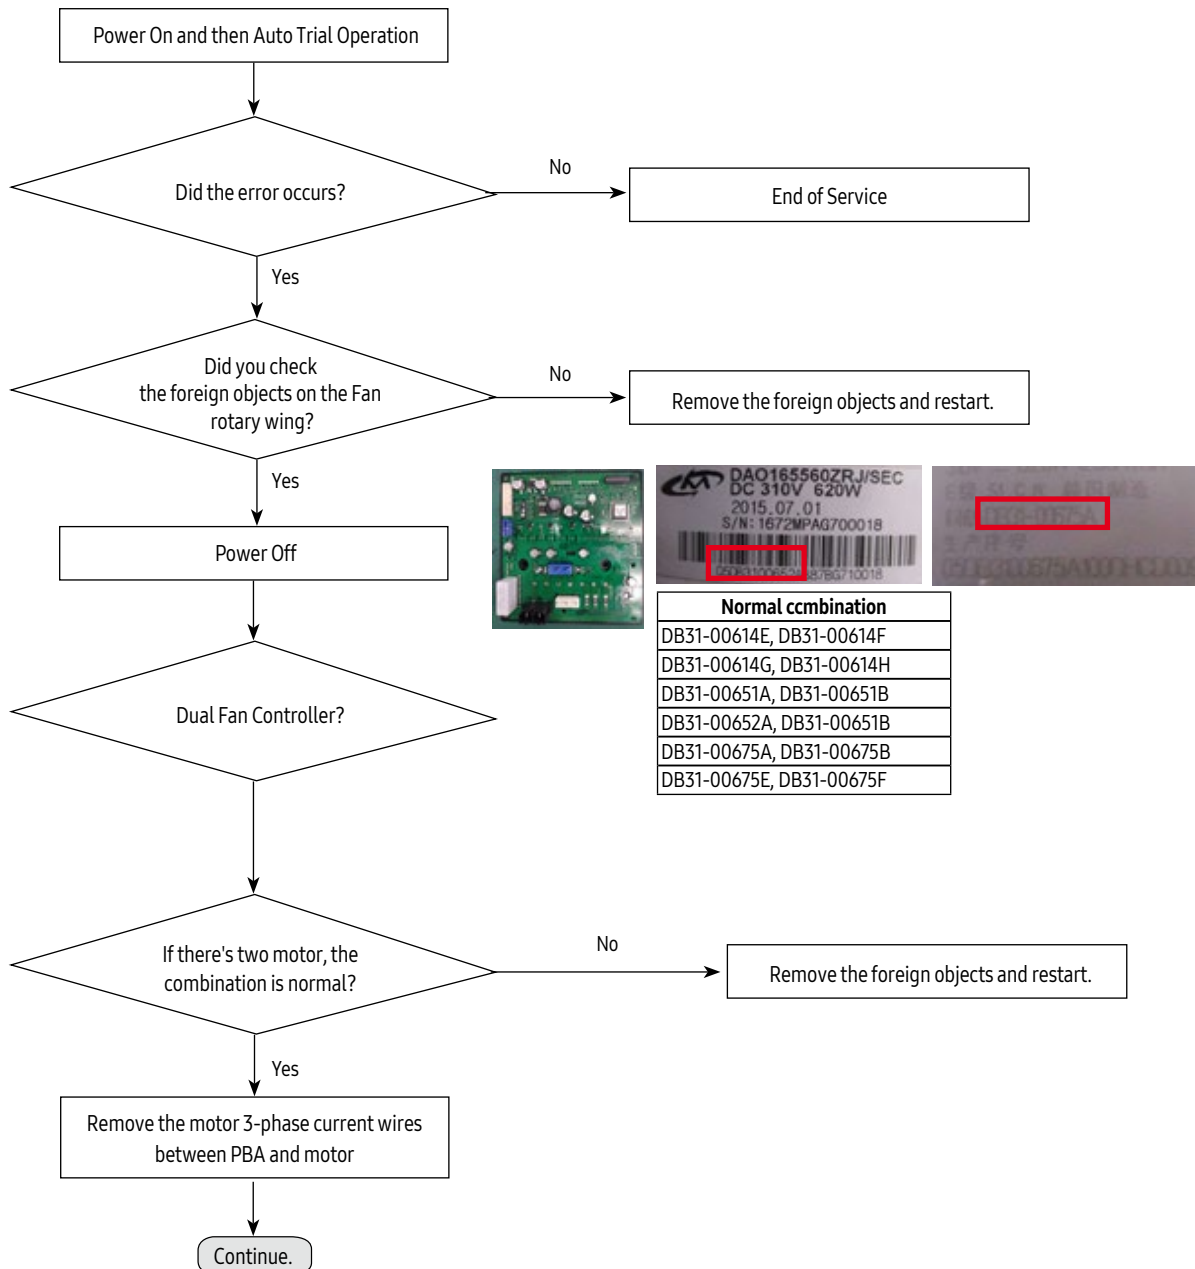 Power On and then Auto Trial Operation
Did the error occurs?
No
End of Service
Yes
Did you check
the foreign objects on the Fan
rotary wing?
No
Remove the foreign objects and restart.
Yes
Power Off
DAO165560ZRJ/SEC
DC 310V 620W
2015.07.01
S/N:1672MPAG700018
DB31-00675A
Normal ccmbination
DB31-00614E, DB31-00614F
DB31-00614G, DB31-00614H
DB31-00651A, DB31-00651B
DB31-00652A, DB31-00651B
DB31-00675A, DB31-00675B
DB31-00675E, DB31-00675F
Dual Fan Controller?
If there's two motor, the
combination is normal?
No
Remove the foreign objects and restart.
Yes
Remove the motor 3-phase current wires
between PBA and motor
Continue.